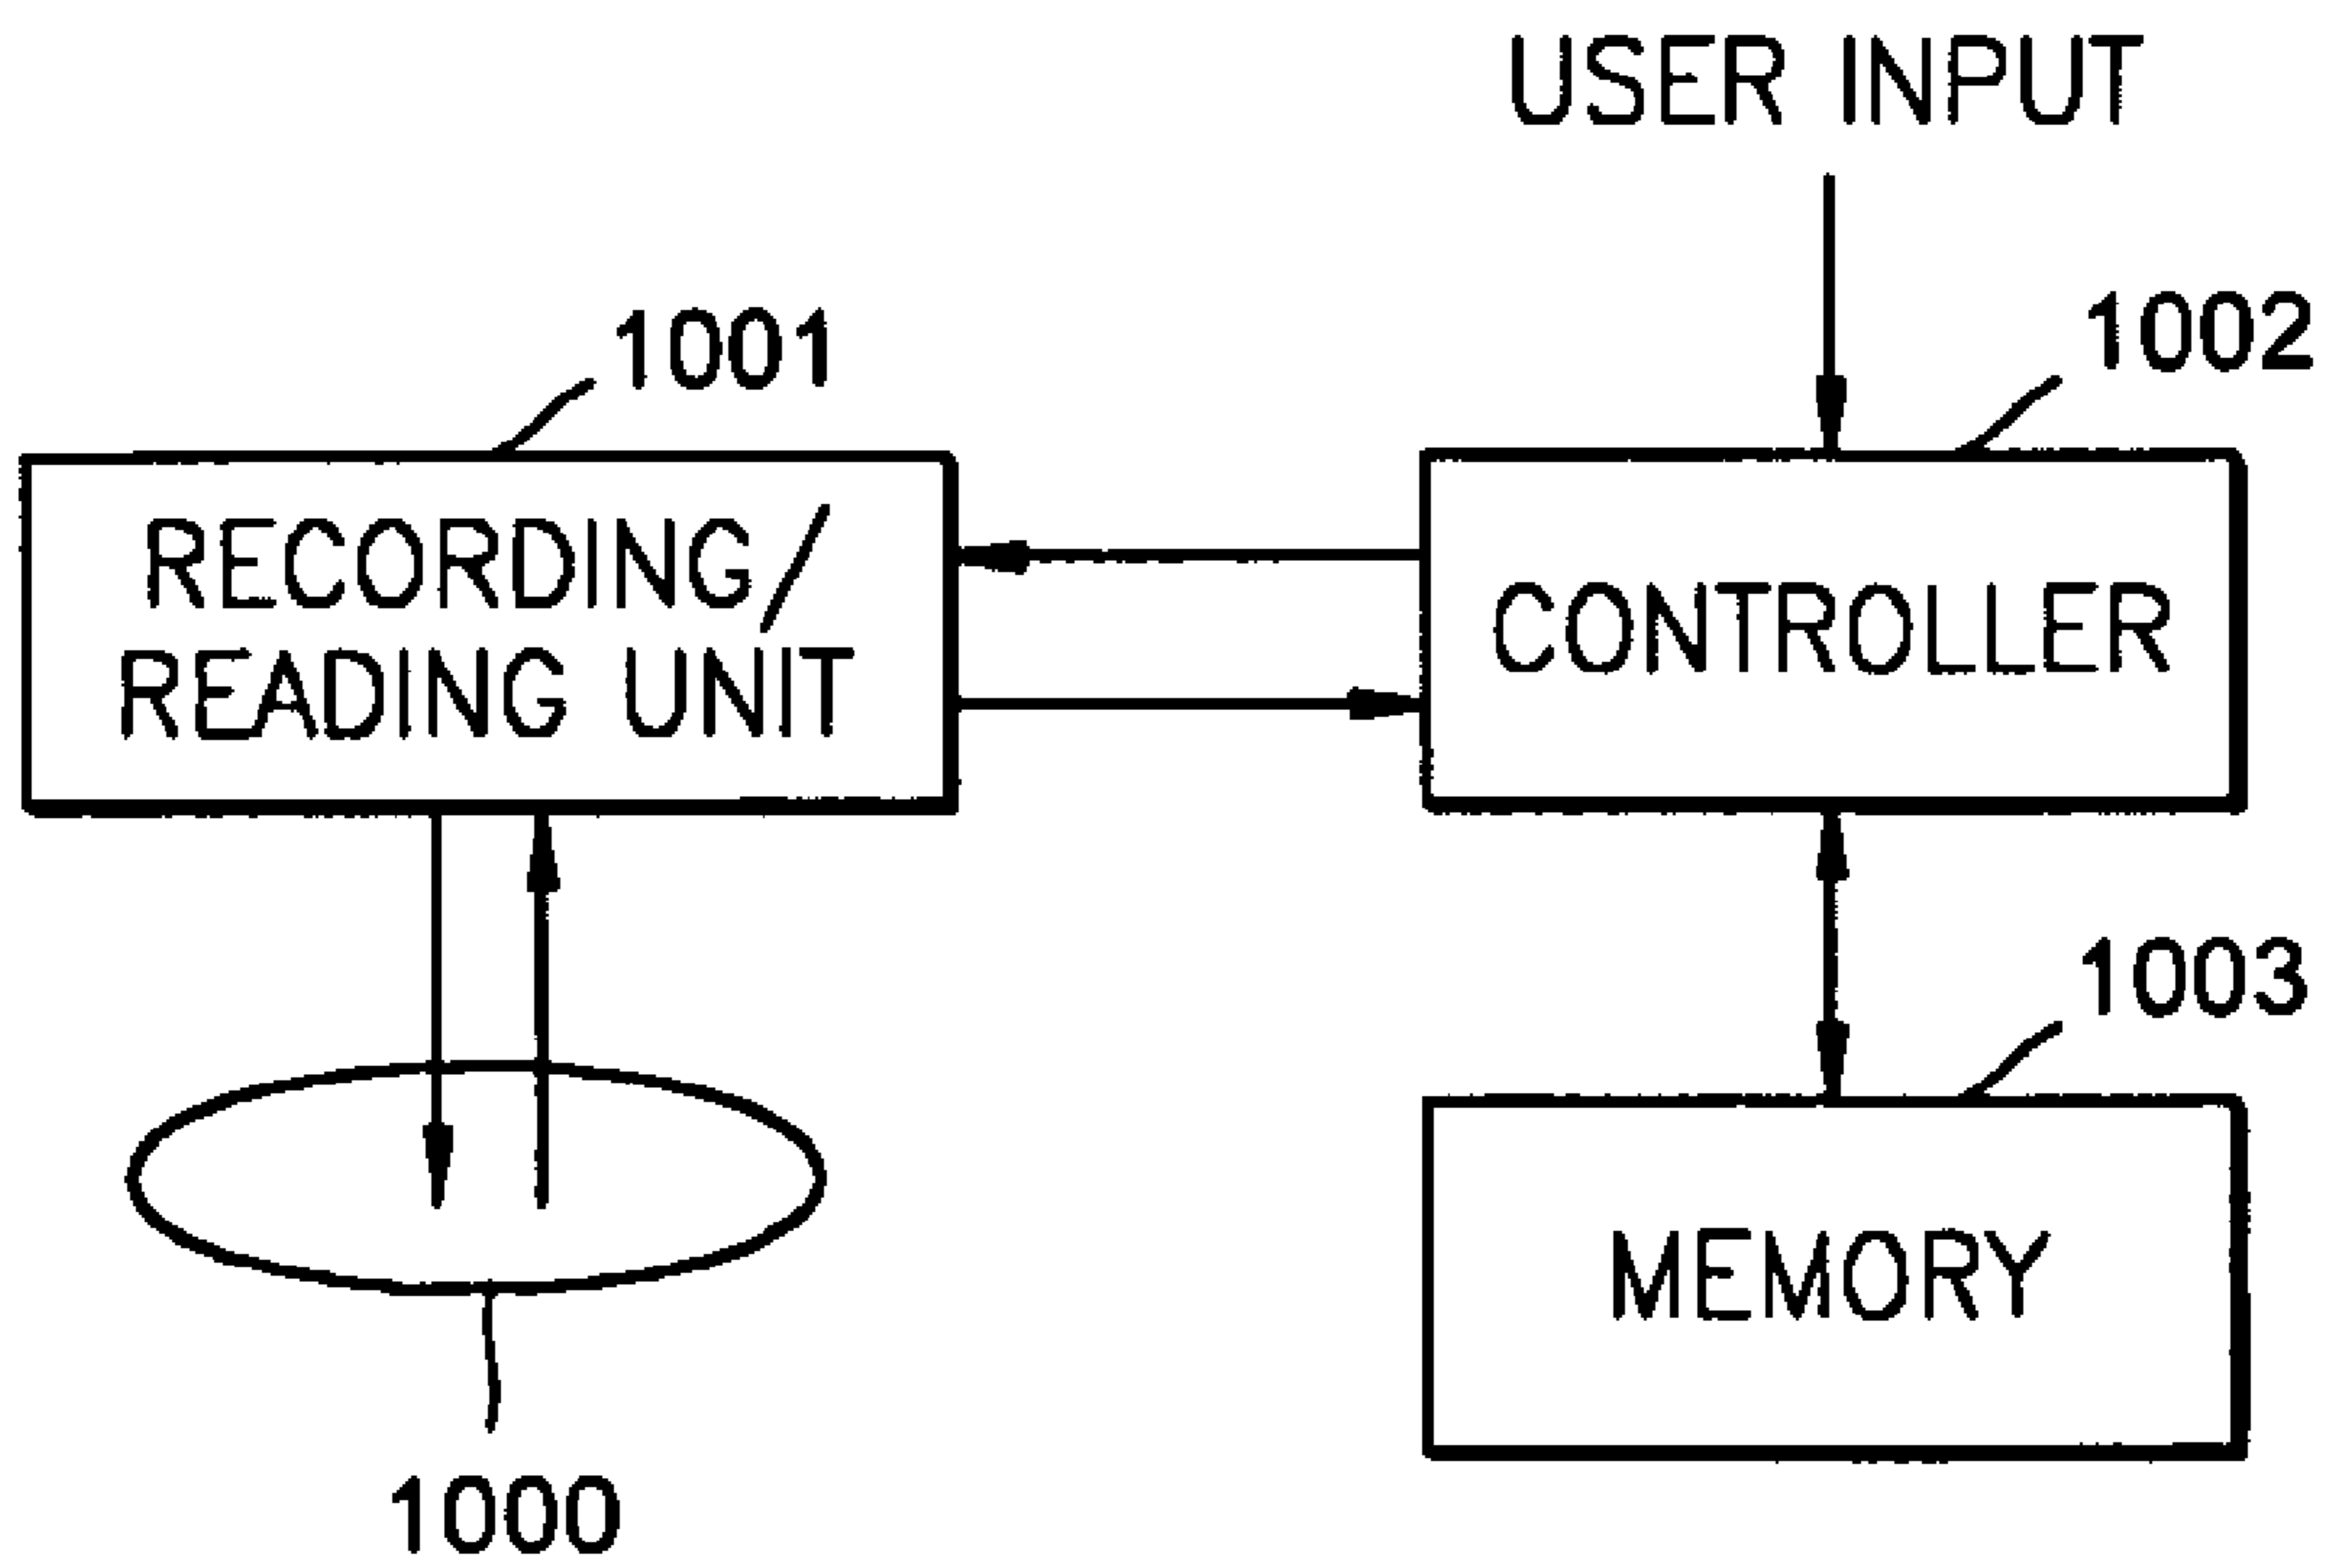 USER INPUT
1001
1002
RECORDING/
READING UNIT
CONTROLLER
1003
MEMORY
1000